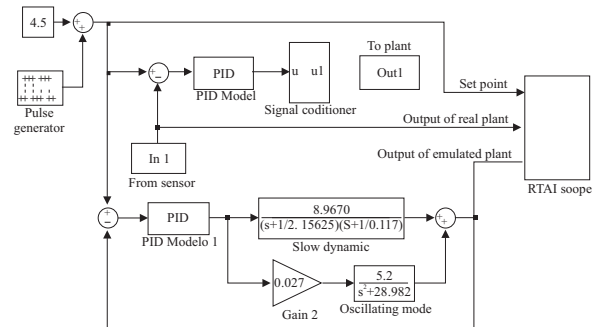 4.5
Pulse
generator
PID
PID Model
u u1
Signal coditioner
To plant
Out1
Set point
Output of real plant
Output of emulated plant
RTAI soope
In 1
From sensor
PID
PID Modelo 1
8.9670
(s+1/2. 15625)(S+1/0.117)
Slow dynamic
0.027
Gain 2
5.2
s²+28.982
Oscillating mode